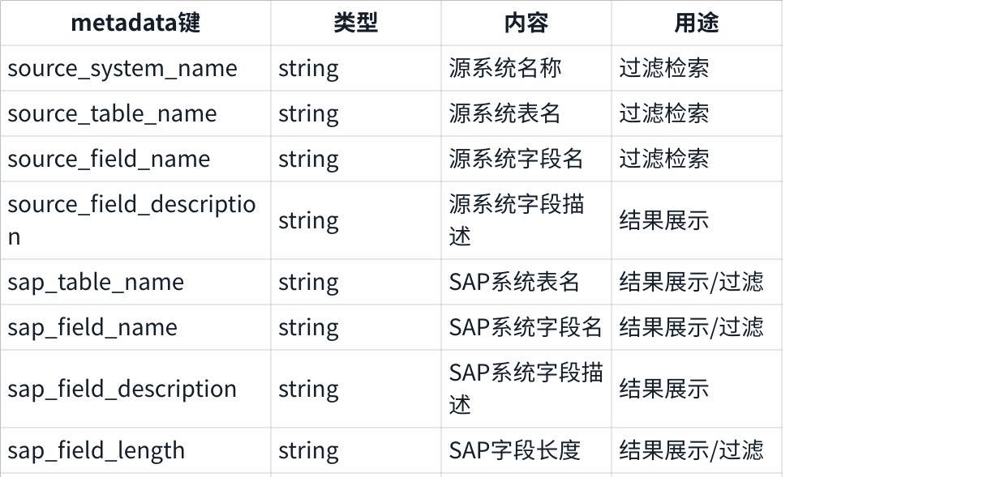 metadata键 类型 内容 用途
source_system_name string 源系统名称 过滤检索
source_table_name string 源系统表名 过滤检索
source_field_name string 源系统字段名 过滤检索
source_field_descriptio
n string 源系统字段描
述 结果展示
sap_table_name string SAP系统表名 结果展示/过滤
sap_field_name string SAP系统字段名 结果展示/过滤
sap_field_description string SAP系统字段描
述 结果展示
sap_field_length string SAP字段长度 结果展示/过滤